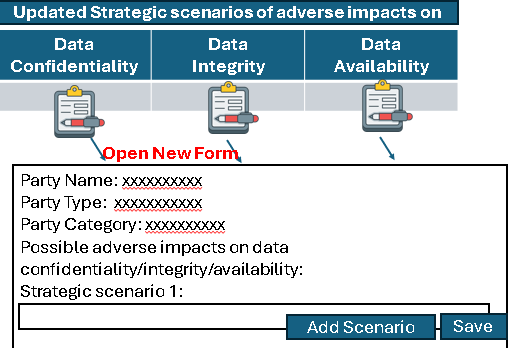 Updated Strategic scenarios of adverse impacts on
Data Confidentiality
Data Integrity
Data Availability
Open New Form
Party Name: xxxxxxxxxx
Party Type: xxxxxxxxxxx
Party Category: xxxxxxxxxx
Possible adverse impacts on data
confidentiality/integrity/availability:
Strategic scenario 1:
Add Scenario
Save